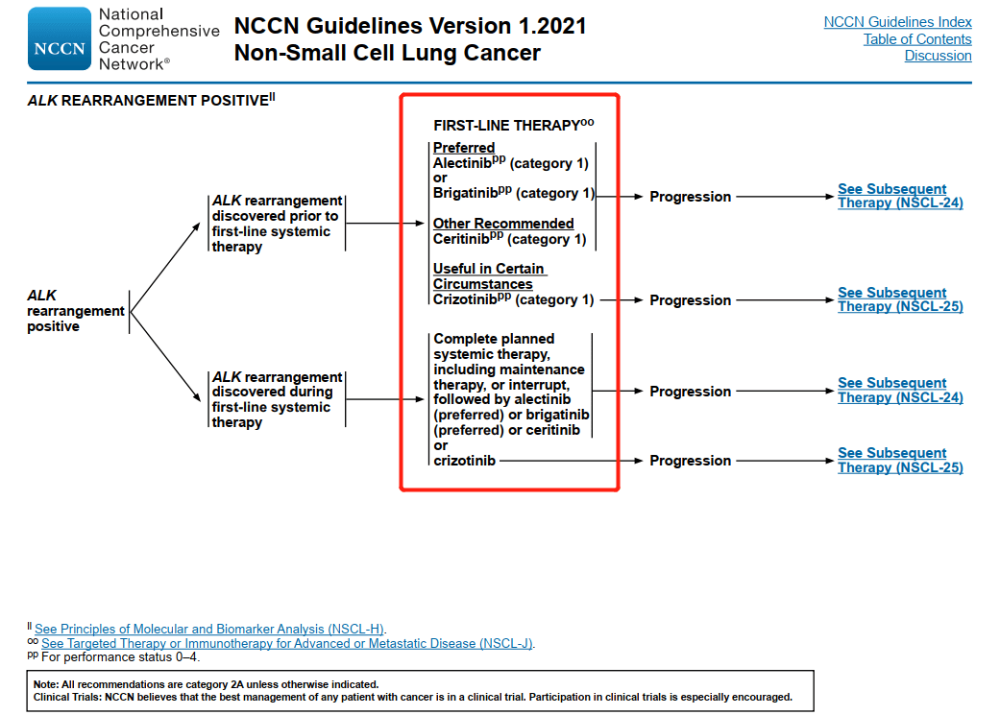 National
Comprehensive
Cancer
Network®
NCCN
NCCN Guidelines Version 1.2021
Non-Small Cell Lung Cancer
NCCN Guidelines Index
Table of Contents
Discussion
ALK REARRANGEMENT POSITIVEll
FIRST-LINE THERAPYoo
ALK
rearrangement
positive
ALK rearrangement
discovered prior to
first-line systemic
therapy
Preferred
Alectinibpp (category 1)
or
Brigatinibpp (category 1)
Other Recommended
Ceritinibpp (category 1)
Progression
See Subsequent
Therapy (NSCL-24)
Useful in Certain
Circumstances
Crizotinibpp (category 1)
Progression
See Subsequent
Therapy (NSCL-25)
ALK rearrangement
discovered during
first-line systemic
therapy
Complete planned
systemic therapy,
including maintenance
therapy, or interrupt,
followed by alectinib
(preferred) or brigatinib
(preferred) or ceritinib
or
crizotinib
Progression
See Subsequent
Therapy (NSCL-24)
Progression
See Subsequent
Therapy (NSCL-25)
ll See Principles of Molecular and Biomarker Analysis (NSCL-H).
oo See Targeted Therapy or Immunotherapy for Advanced or Metastatic Disease (NSCL-J).
pp For performance status 0–4.
Note: All recommendations are category 2A unless otherwise indicated.
Clinical Trials: NCCN believes that the best management of any patient with cancer is in a clinical trial. Participation in clinical trials is especially encouraged.